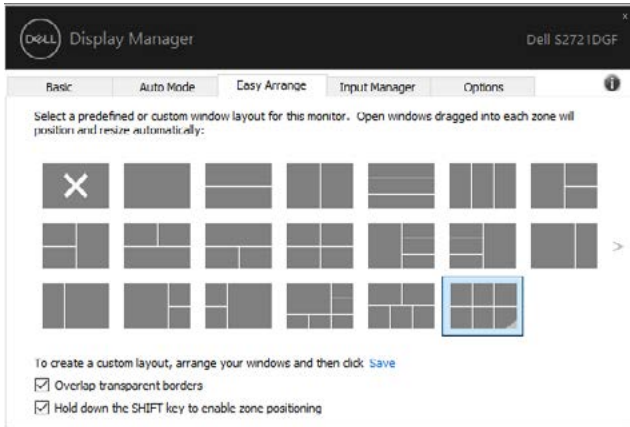 DELL Display Manager
Dell S2721DGF
Basic Auto Mode Easy Arrange Input Manager Options
Select a predefined or custom window layout for this monitor. Open windows dragged into each zone will
position and resize automatically:
To create a custom layout, arrange your windows and then click Save
Overlap transparent borders
Hold down the SHIFT key to enable zone positioning